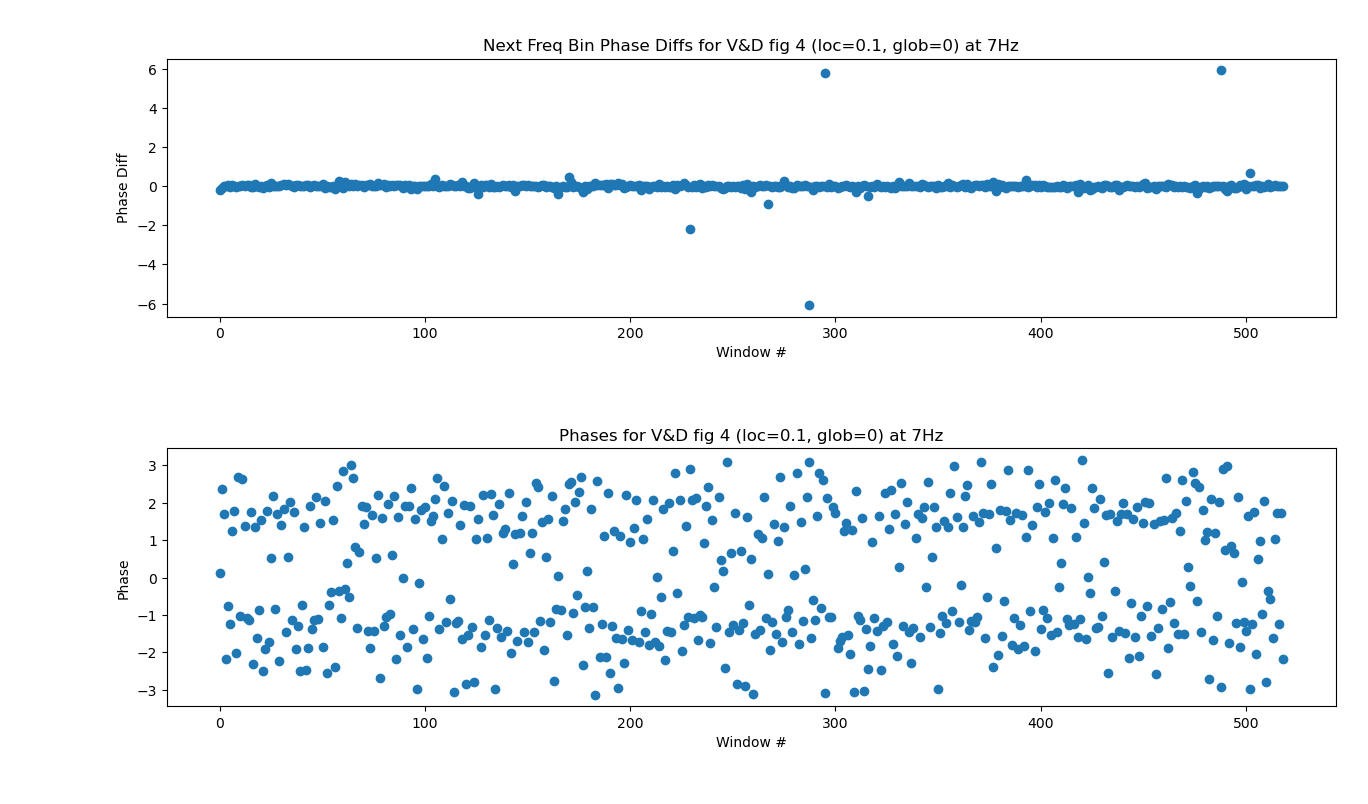 Next Freq Bin Phase Diffs for V&D fig 4 (loc=0.1, glob=0) at 7Hz
6
4
2
0
−2
−4
−6
Phase Diff
0 100 200 300 400 500
Window #
Phases for V&D fig 4 (loc=0.1, glob=0) at 7Hz
3
2
1
0
−1
−2
−3
Phase
0 100 200 300 400 500
Window #